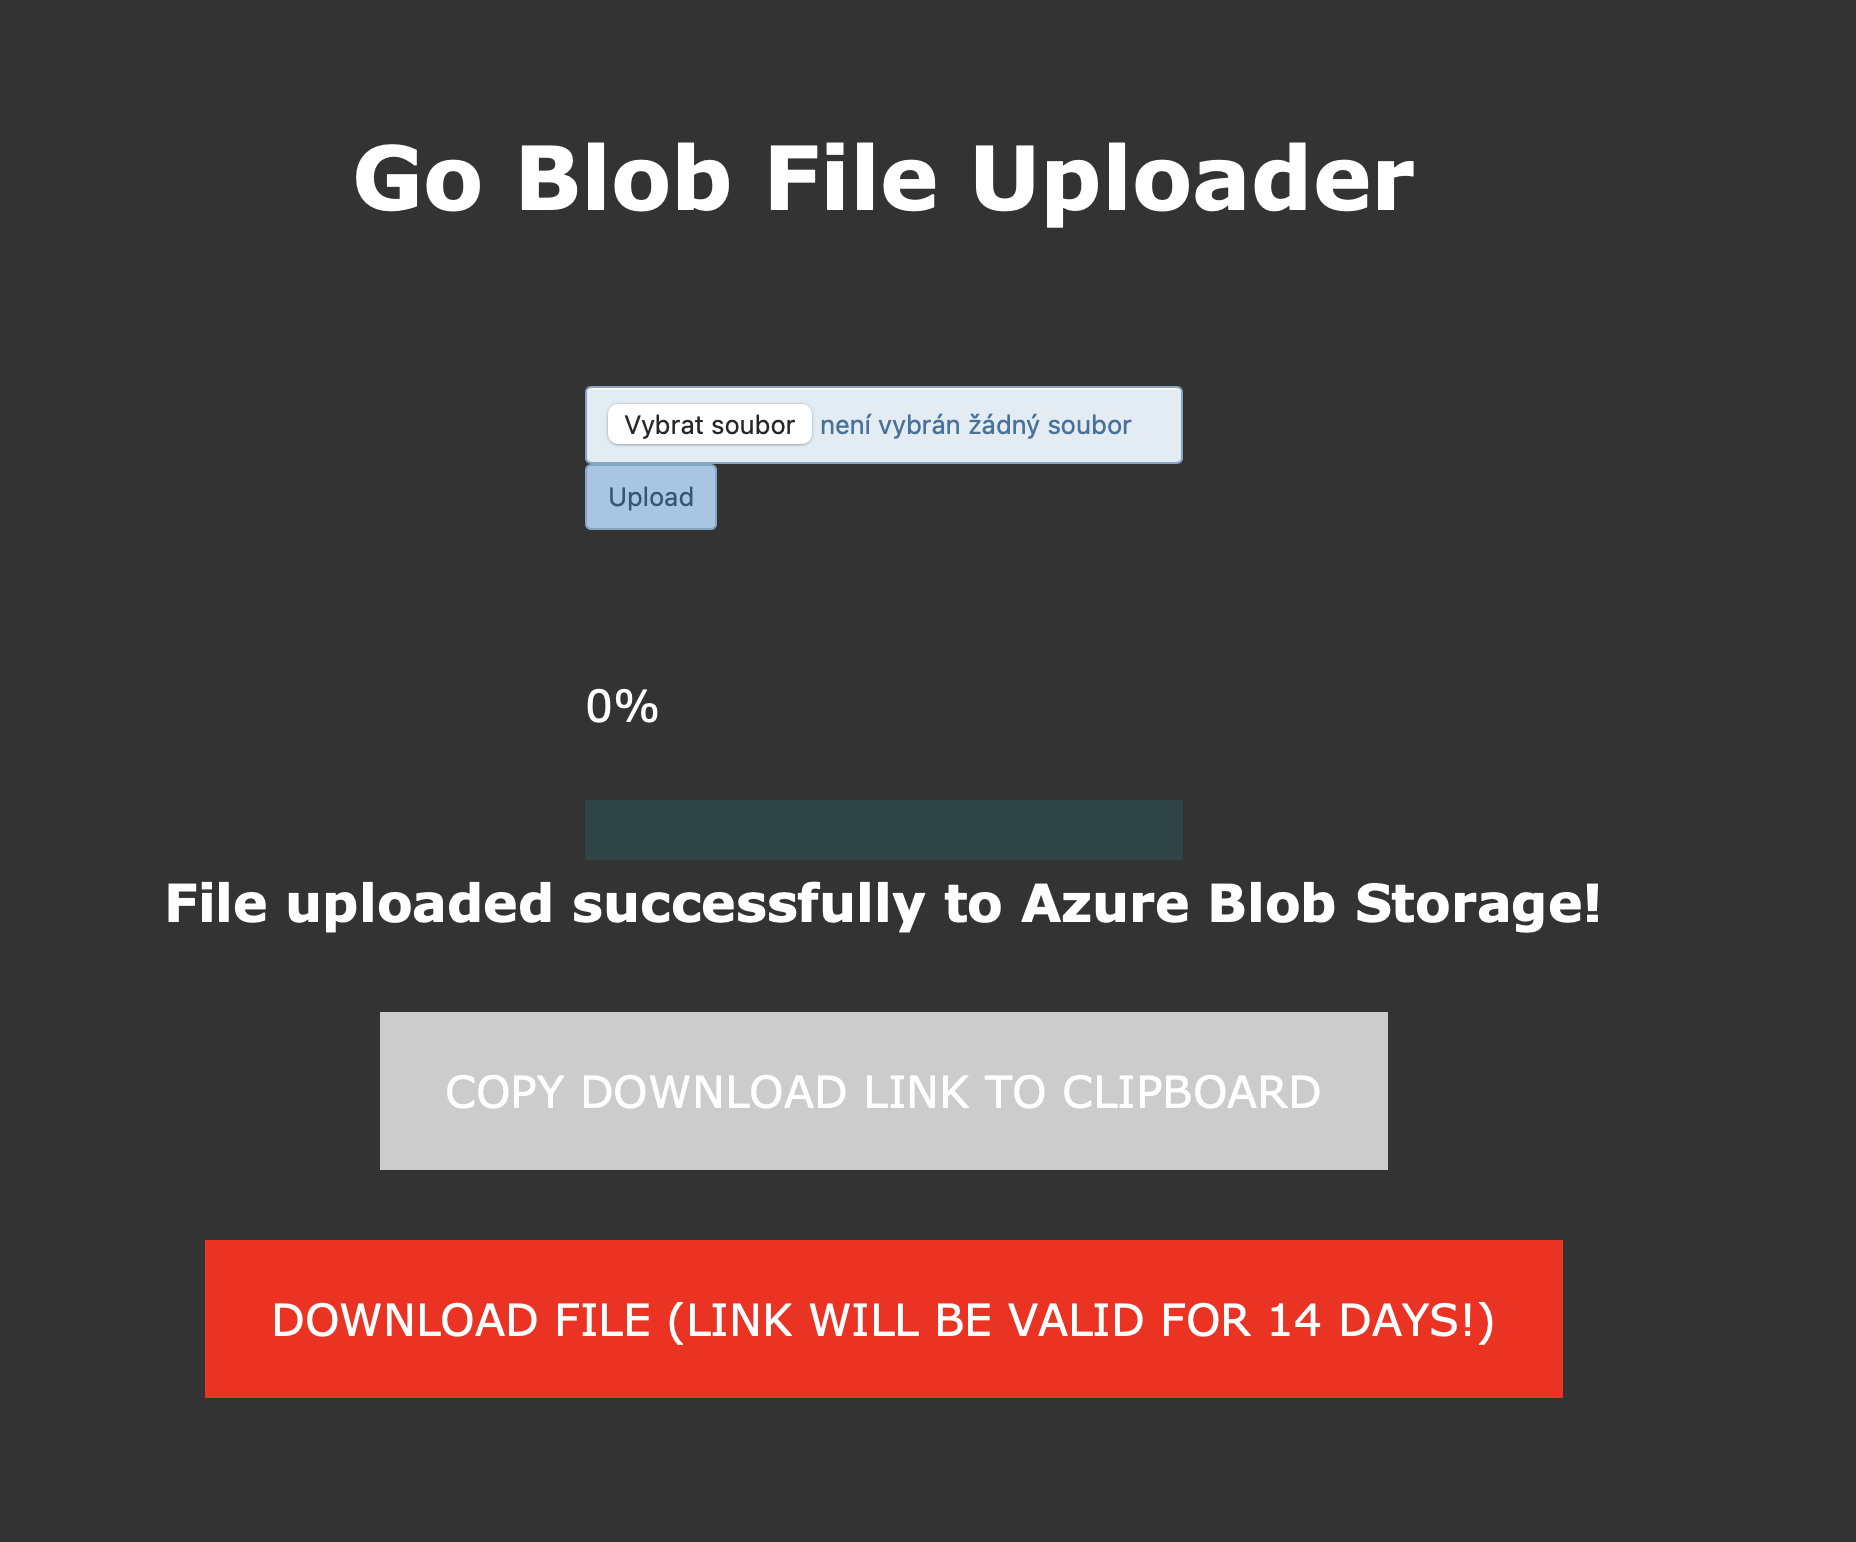 Go Blob File Uploader
Vybrat soubor není vybrán žádný soubor
Upload
0%
File uploaded successfully to Azure Blob Storage!
COPY DOWNLOAD LINK TO CLIPBOARD
DOWNLOAD FILE (LINK WILL BE VALID FOR 14 DAYS!)